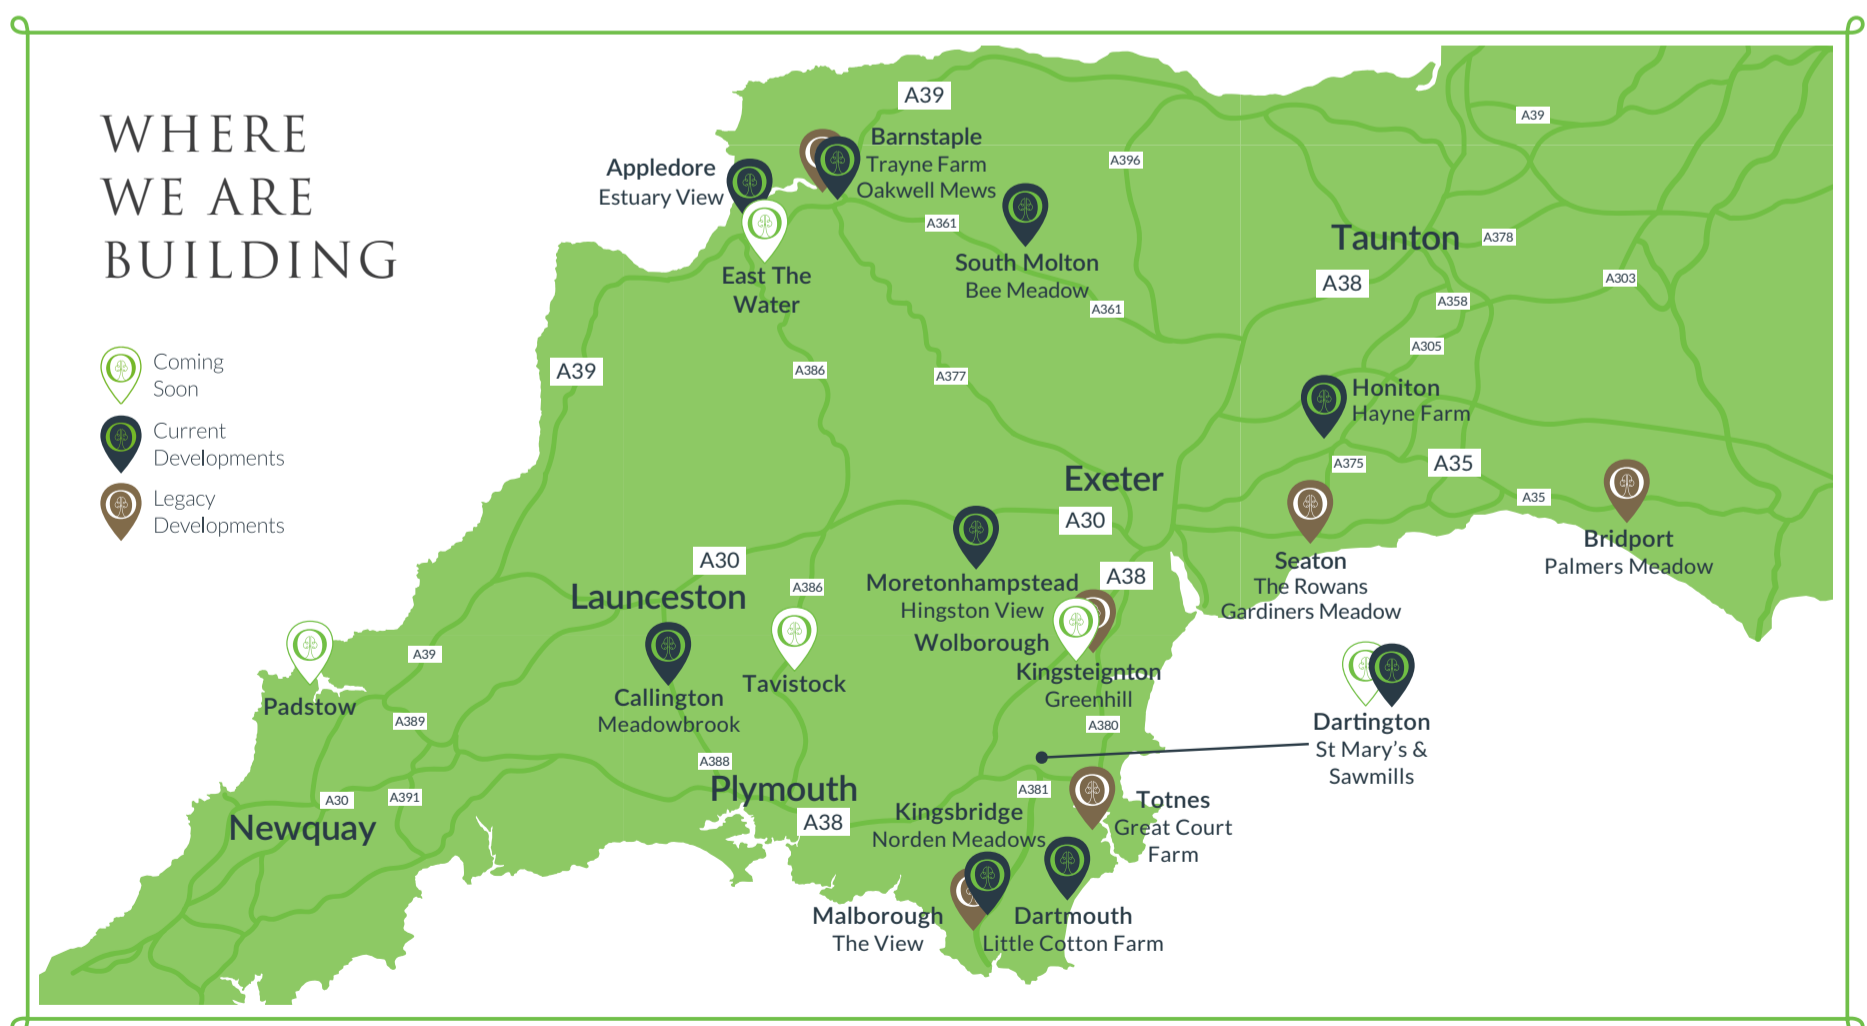 WHERE
WE ARE
BUILDING
Coming
Soon
Current
Developments
Legacy
Developments
A39
A39
Barnstaple
Trayne Farm
Oakwell Mews
A396
Appledore
Estuary View
A361
Taunton
A378
South Molton
Bee Meadow
East The
Water
A38
A303
A358
A361
A305
A39
A386
A377
Honiton
Hayne Farm
Exeter
A375
A35
A35
A30
Bridport
Palmers Meadow
A30
Seaton
The Rowans
Gardiners Meadow
A38
Moretonhampstead
Hingston View
A386
Launceston
Wolborough
Kingsteignton
Greenhill
A39
Padstow
Callington
Meadowbrook
Tavistock
A389
A380
Dartington
St Mary's &
Sawmills
A388
Plymouth
A381
A30
A391
Newquay
A38
Kingsbridge
Norden Meadows
Totnes
Great Court
Farm
Malborough
The View
Dartmouth
Little Cotton Farm